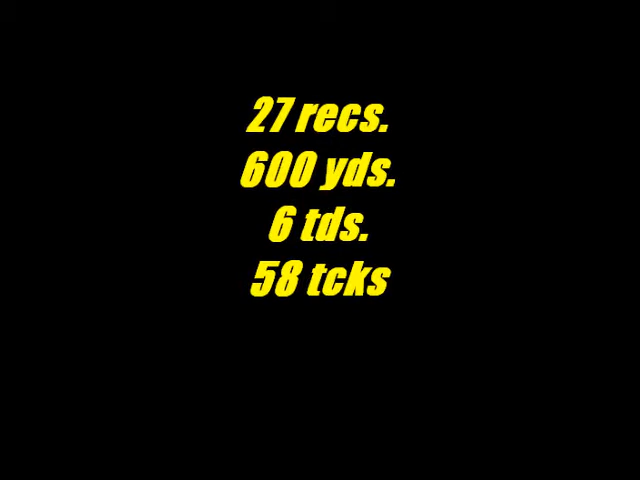 27 recs.
600 yds.
6 tds.
58 tcks